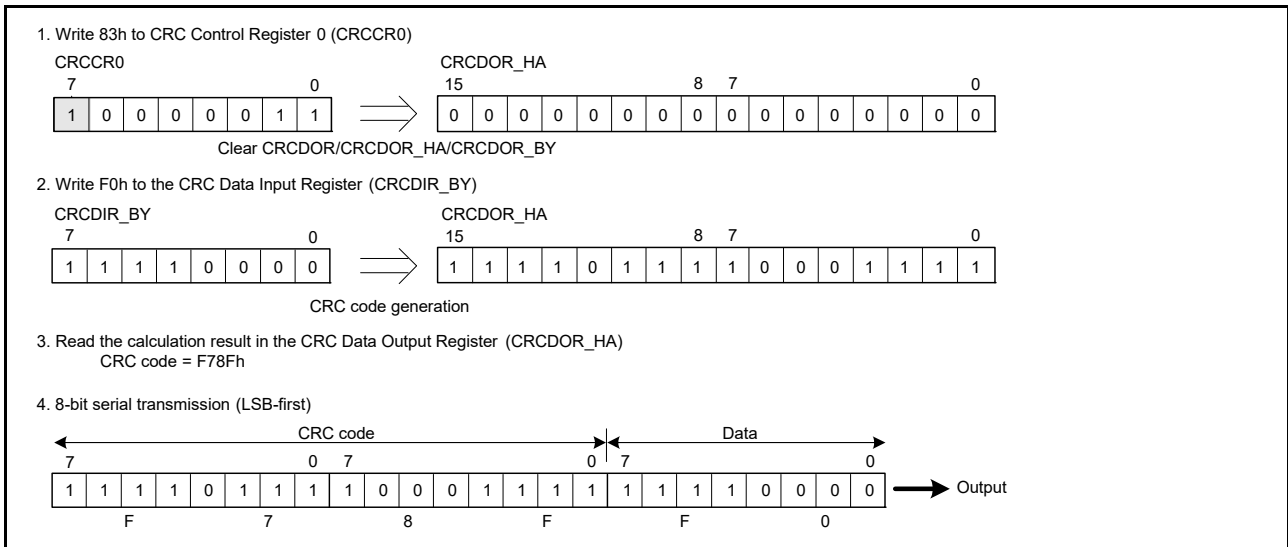 1. Write 83h to CRC Control Register 0 (CRCCR0)
CRCCR0 CRCDOR_HA
7 0 15 8 7 0
1 0 0 0 0 0 1 1 0 0 0 0 0 0 0 0 0 0 0 0 0 0 0 0
Clear CRCDOR/CRCDOR_HA/CRCDOR_BY
2. Write F0h to the CRC Data Input Register (CRCDIR_BY)
CRCDIR_BY CRCDOR_HA
7 0 15 8 7 0
1 1 1 1 0 0 0 0 1 1 1 1 0 1 1 1 1 0 0 0 1 1 1 1
CRC code generation
3. Read the calculation result in the CRC Data Output Register (CRCDOR_HA)
CRC code = F78Fh
4. 8-bit serial transmission (LSB-first)
CRC code Data
7 0 7 0 7 0
1 1 1 1 0 1 1 1 1 0 0 0 1 1 1 1 1 1 1 1 0 0 0 0 Output
F 7 8 F F 0